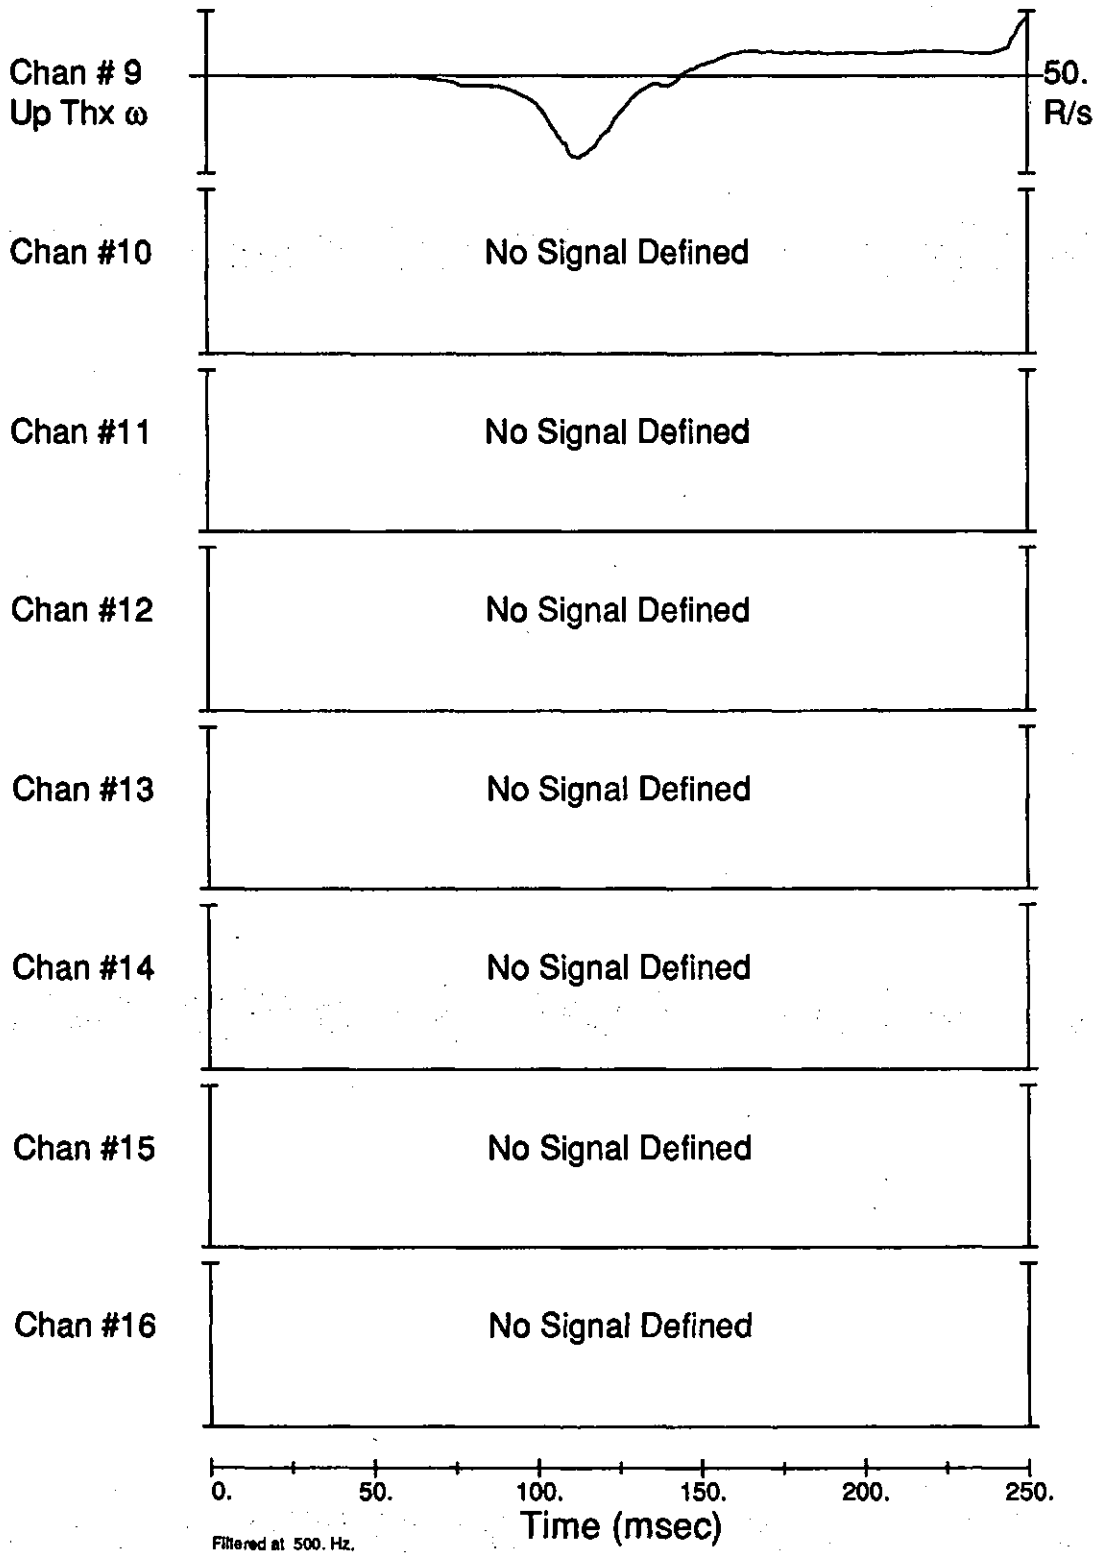 Chan # 9
Up Thx ω
50.
R/s
Chan #10
No Signal Defined
Chan #11
No Signal Defined
Chan #12
No Signal Defined
Chan #13
No Signal Defined
Chan #14
No Signal Defined
Chan #15
No Signal Defined
Chan #16
No Signal Defined
0. 50. 100. 150. 200. 250.
Time (msec)
Filtered at 500. Hz.